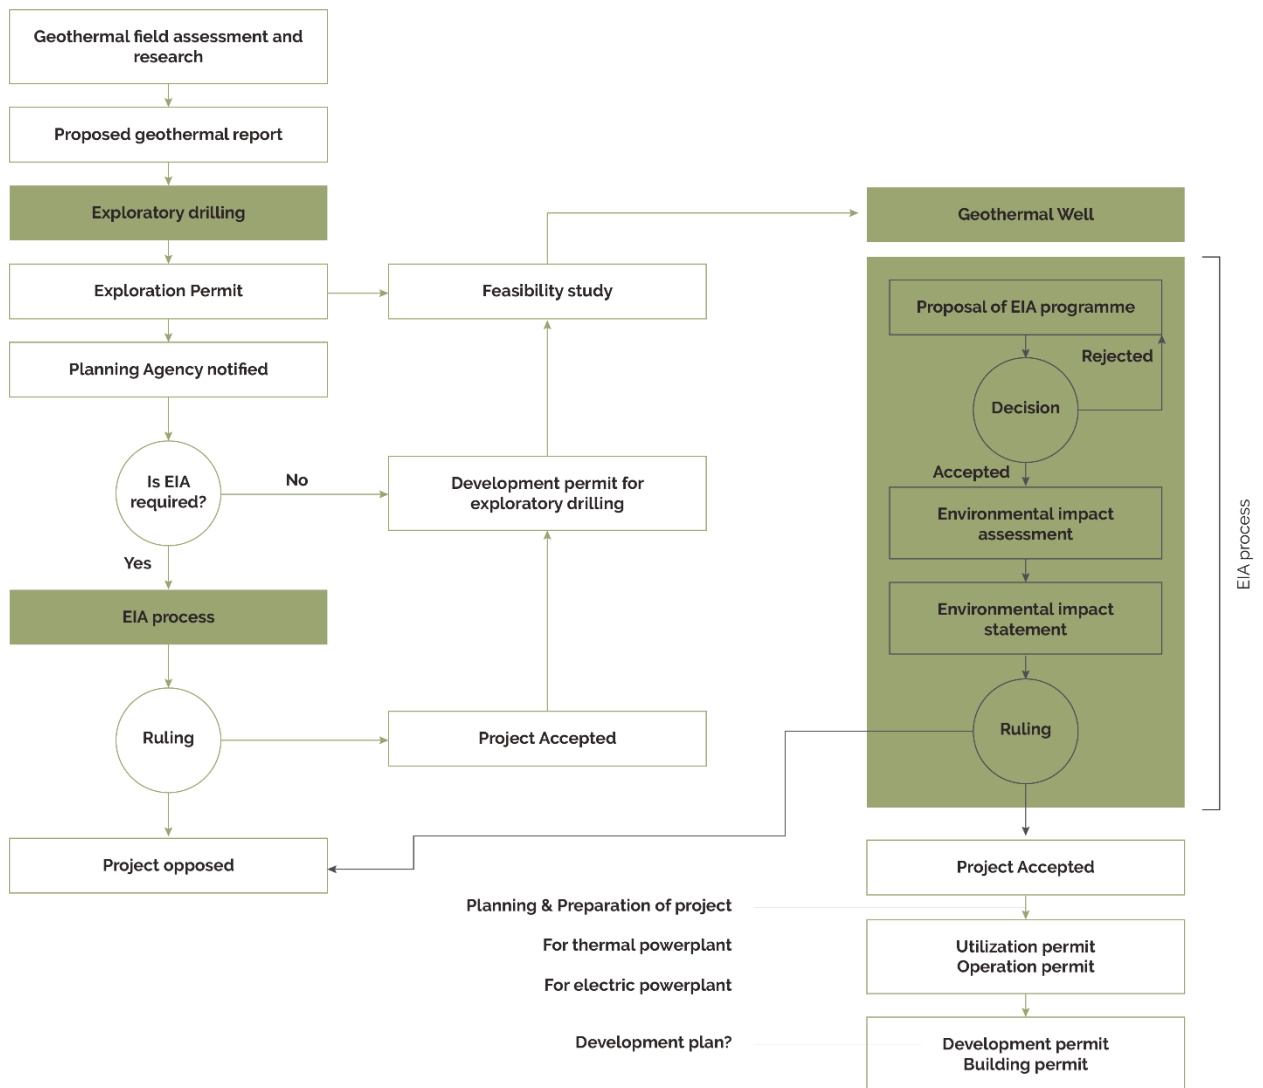 Geothermal field assessment and
research
Proposed geothermal report
Exploratory drilling
Exploration Permit
Planning Agency notified
Is EIA
required?
No
Yes
EIA process
Ruling
Project opposed
Feasibility study
Development permit for
exploratory drilling
Project Accepted
Geothermal Well
Proposal of EIA programme
Rejected
Decision
Accepted
Environmental impact
assessment
Environmental impact
statement
Ruling
EIA process
Project Accepted
Planning & Preparation of project
For thermal powerplant
For electric powerplant
Utilization permit
Operation permit
Development plan?
Development permit
Building permit